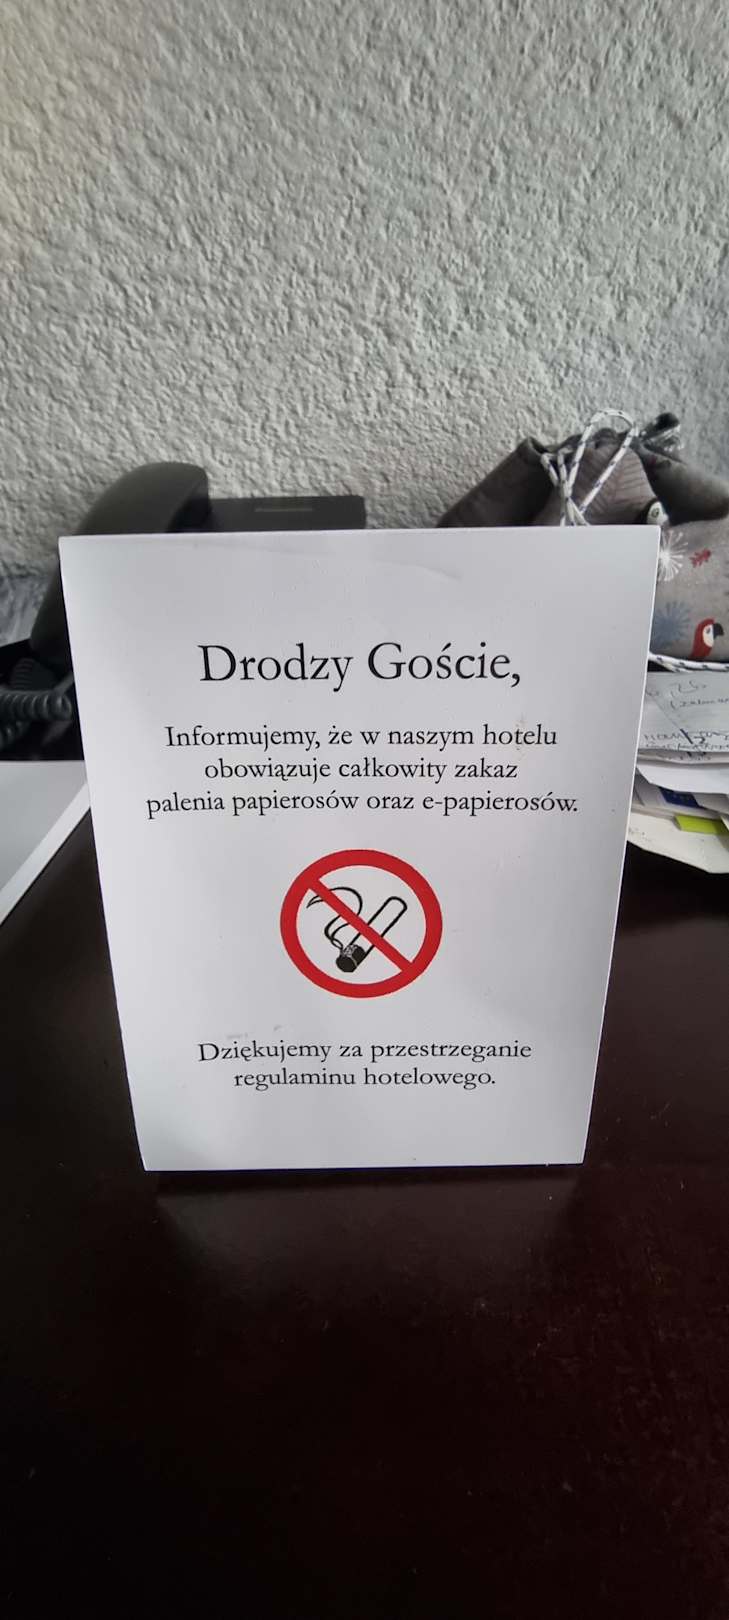 Drodzy Goście,
Informujemy, że w naszym hotelu
obowiązuje całkowity zakaz
palenia papierosów oraz e-papierosów.
Dziękujemy za przestrzeganie
regulaminu hotelowego.